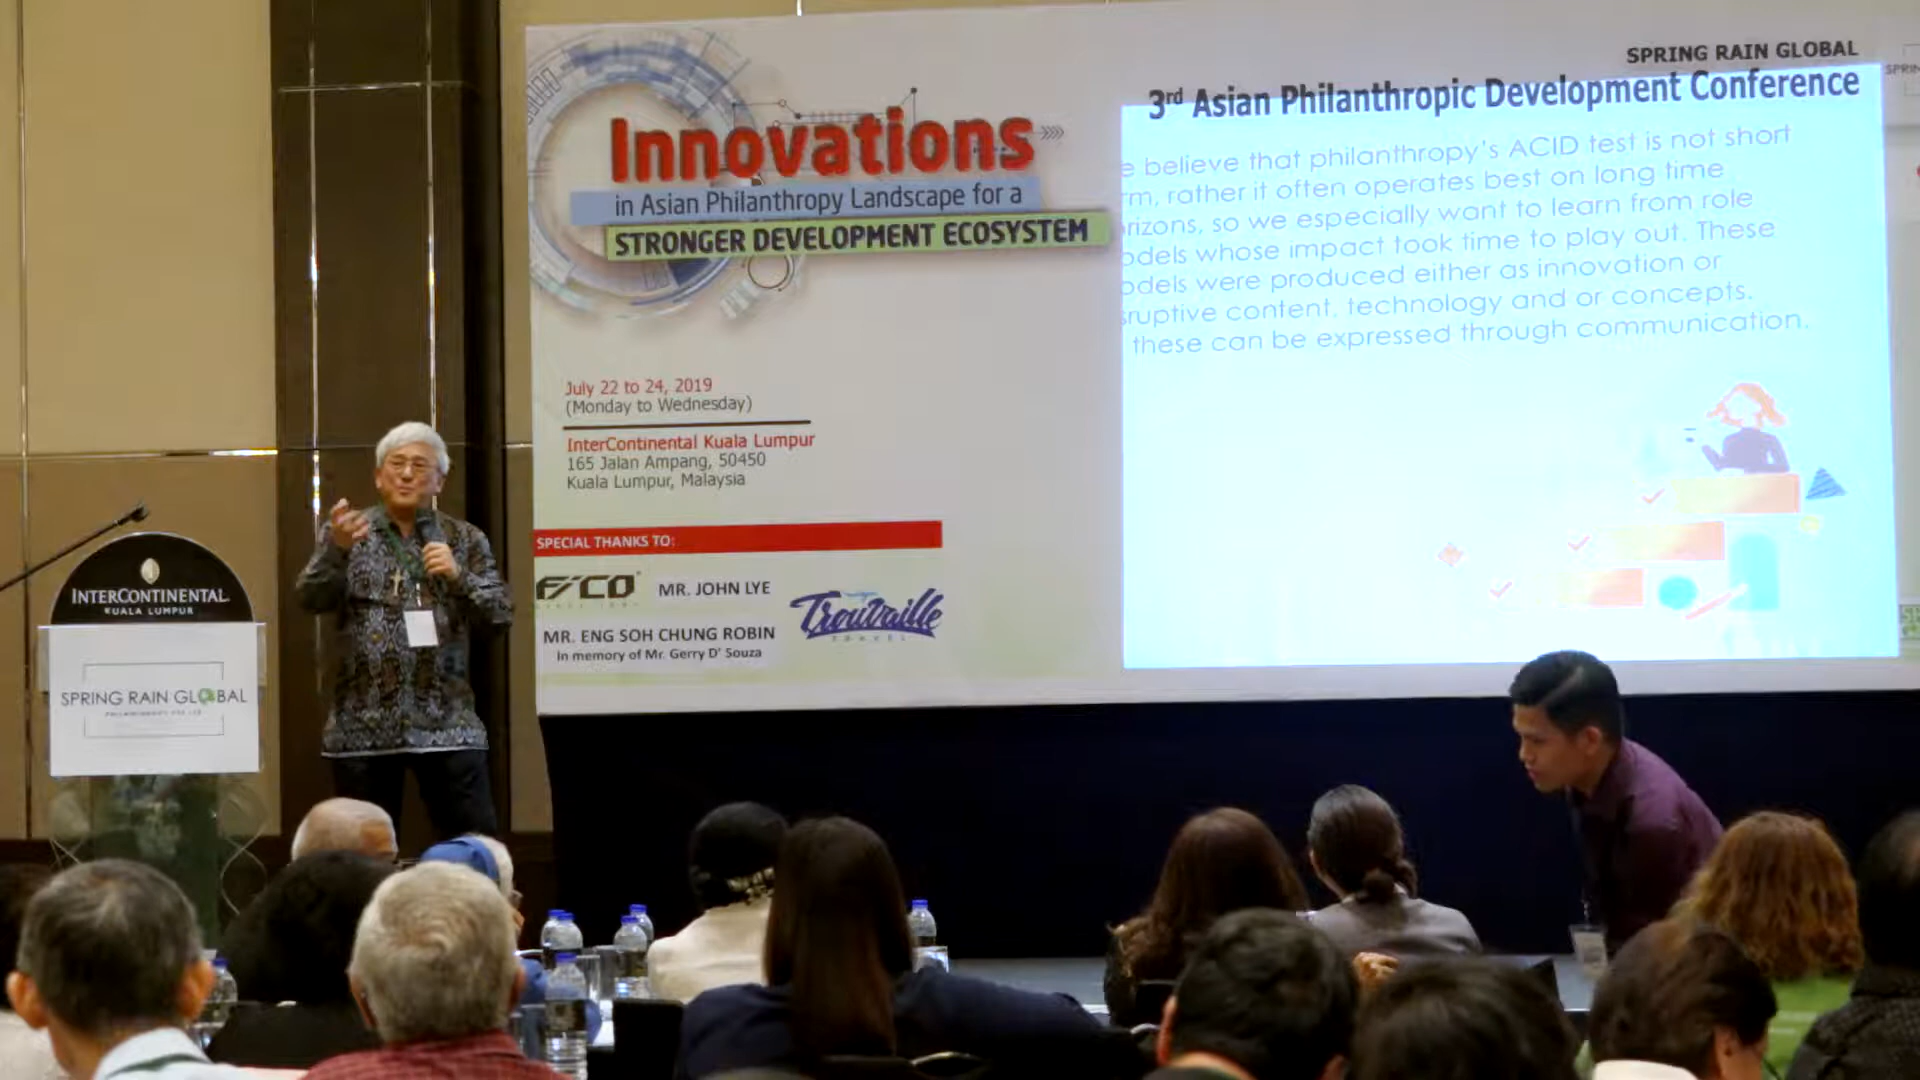 SPRING RAIN GLOBAL
3rd Asian Philanthropic Development Conference
Innovations
in Asian Philanthropy Landscape for a
STRONGER DEVELOPMENT ECOSYSTEM
July 22 to 24, 2019
(Monday to Wednesday)
InterContinental Kuala Lumpur
165 Jalan Ampang, 50450
Kuala Lumpur, Malaysia
SPECIAL THANKS TO:
FiCO
MR. JOHN LYE
Trouvaille
TRAVEL
MR. ENG SOH CHUNG ROBIN
In memory of Mr. Gerry D' Souza
e believe that philanthropy's ACID test is not short
rm, rather it often operates best on long time
rizons, so we especially want to learn from role
odels whose impact took time to play out. These
odels were produced either as innovation or
sruptive content, technology and or concepts.
these can be expressed through communication.
INTERCONTINENTAL
KUALA LUMPUR
SPRING RAIN GLOBAL